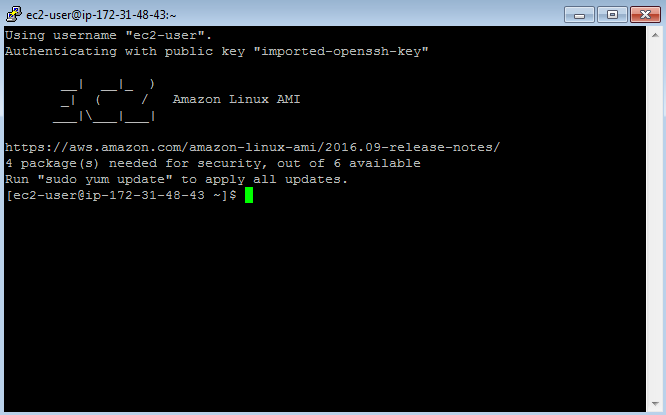 ec2-user@ip-172-31-48-43:~
Using username "ec2-user".
Authenticating with public key "imported-openssh-key"
       __|  __|_  )
       _|  (     /   Amazon Linux AMI
      ___|\___|___|
https://aws.amazon.com/amazon-linux-ami/2016.09-release-notes/
4 package(s) needed for security, out of 6 available
Run "sudo yum update" to apply all updates.
[ec2-user@ip-172-31-48-43 ~]$